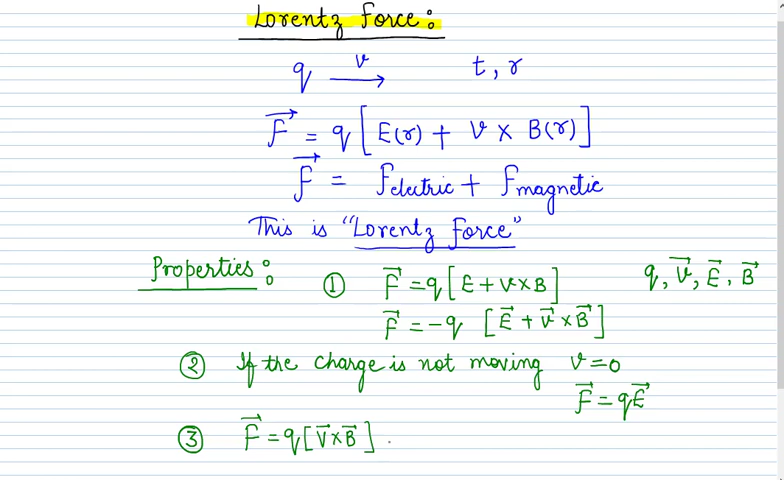 Lorentz Force:
q →^v t, r
F⃗ = q [E(r) + v × B(r)]
F⃗ = Felectric + Fmagnetic
This is "Lorentz Force"
Properties: ① F⃗ = q [E + v × B] q, v⃗, E⃗, B⃗
F⃗ = -q [E⃗ + v⃗ × B⃗]
② If the charge is not moving v = 0
F⃗ = qE⃗
③ F⃗ = q [V⃗ × B⃗] .